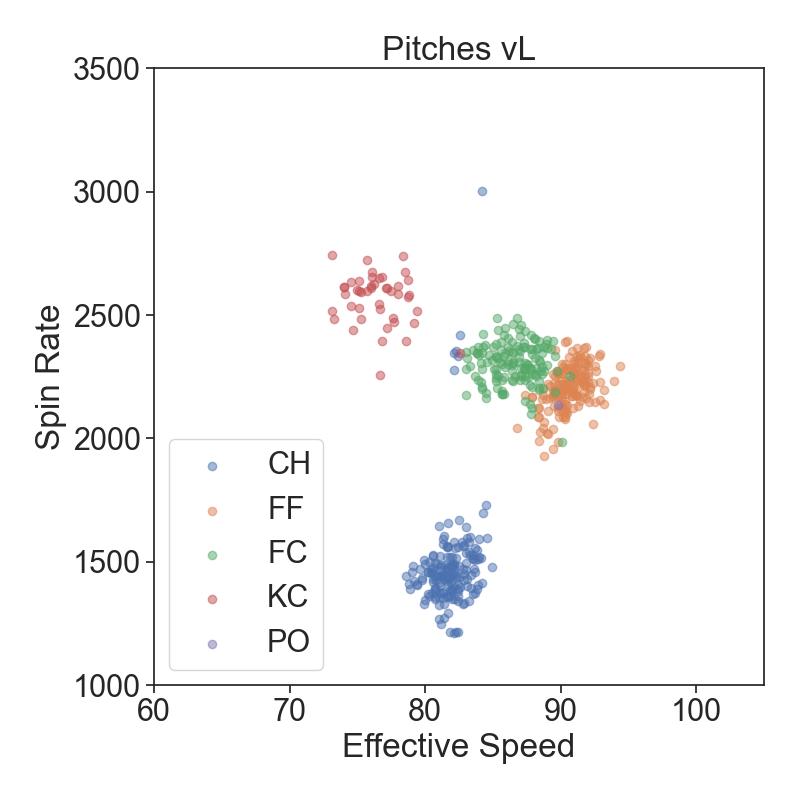 Pitches vL
3500
3000
2500
2000
1500
1000
Spin Rate
CH
FF
FC
KC
PO
60 70 80 90 100
Effective Speed